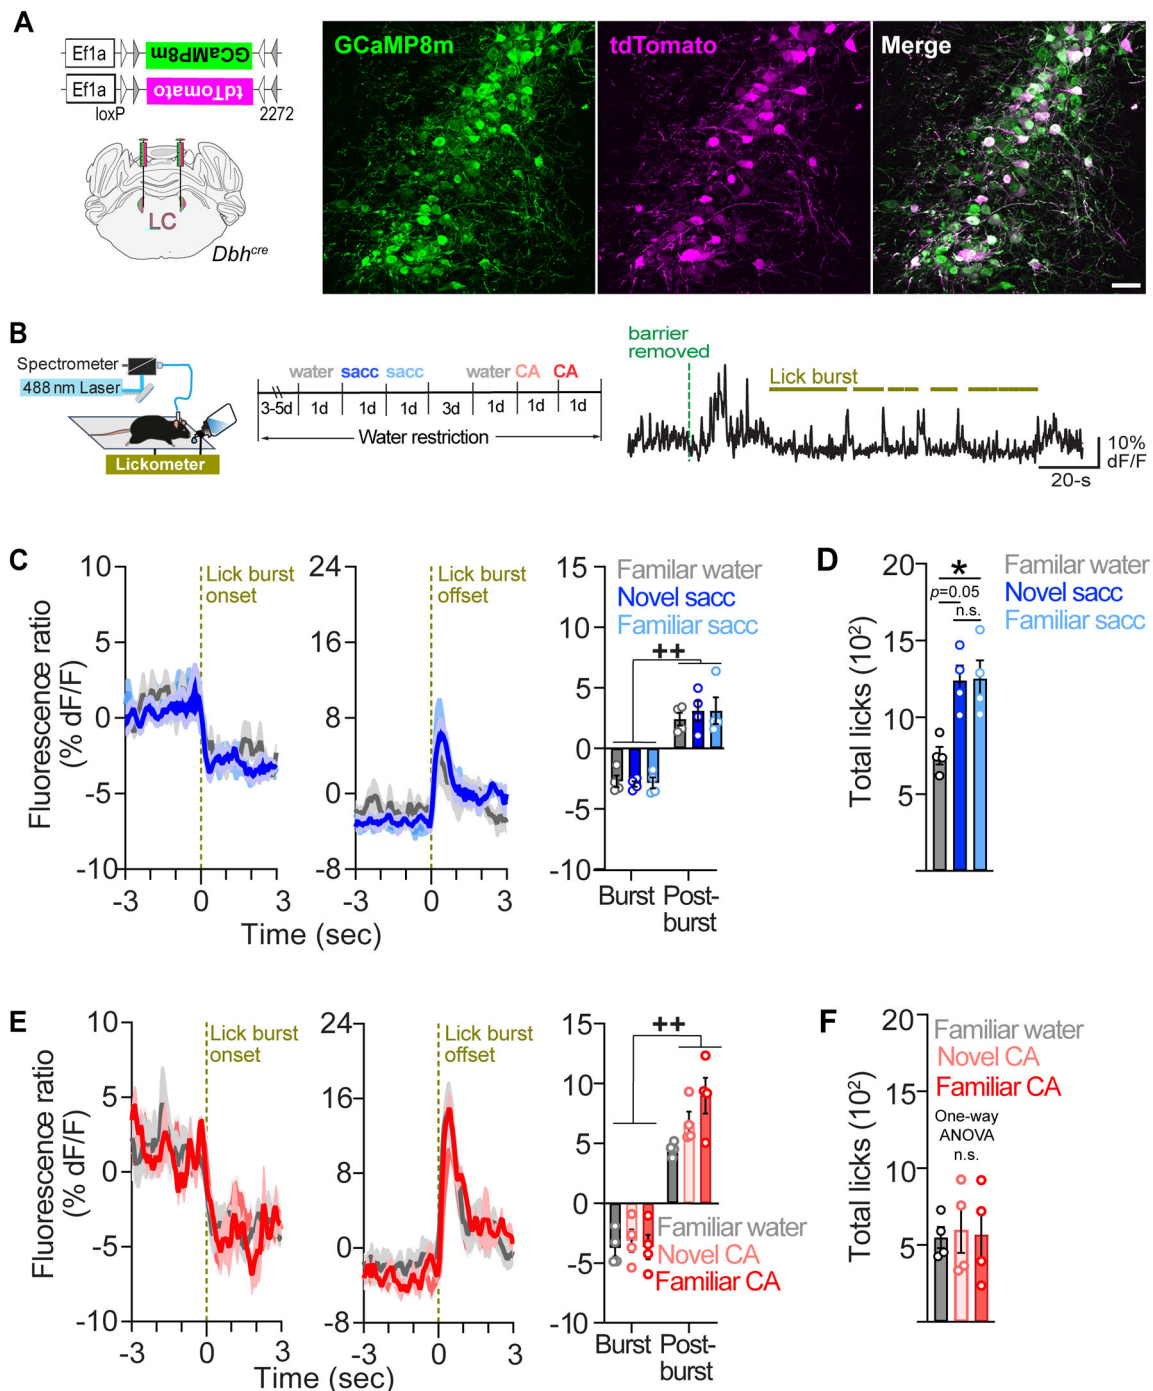 A
Ef1a
GCaMP8m
Ef1a
tdTomato
loxP
2272
LC
Dbhcre
GCaMP8m
tdTomato
Merge
B
Spectrometer
488 nm Laser
Lickometer
water sacc sacc water CA CA
3-5d 1d 1d 1d 3d 1d 1d 1d
Water restriction
barrier
removed
Lick burst
10%
dF/F
20-s
C
Fluorescence ratio
(% dF/F)
10
5
0
-5
-10
Lick burst
onset
-3 0 3
24
16
8
0
-8
Lick burst
offset
-3 0 3
Time (sec)
15
10
5
0
-5
-10
Familar water
Novel sacc
Familiar sacc
++
Burst Post-
burst
D
Total licks (10²)
20
15
10
5
*
p=0.05
n.s.
Familar water
Novel sacc
Familiar sacc
E
Fluorescence ratio
(% dF/F)
10
5
0
-5
-10
Lick burst
onset
-3 0 3
24
16
8
0
-8
Lick burst
offset
-3 0 3
Time (sec)
15
10
5
0
-5
-10
++
Familiar water
Novel CA
Familiar CA
Burst Post-
burst
F
Total licks (10²)
20
15
10
5
Familiar water
Novel CA
Familiar CA
One-way
ANOVA
n.s.